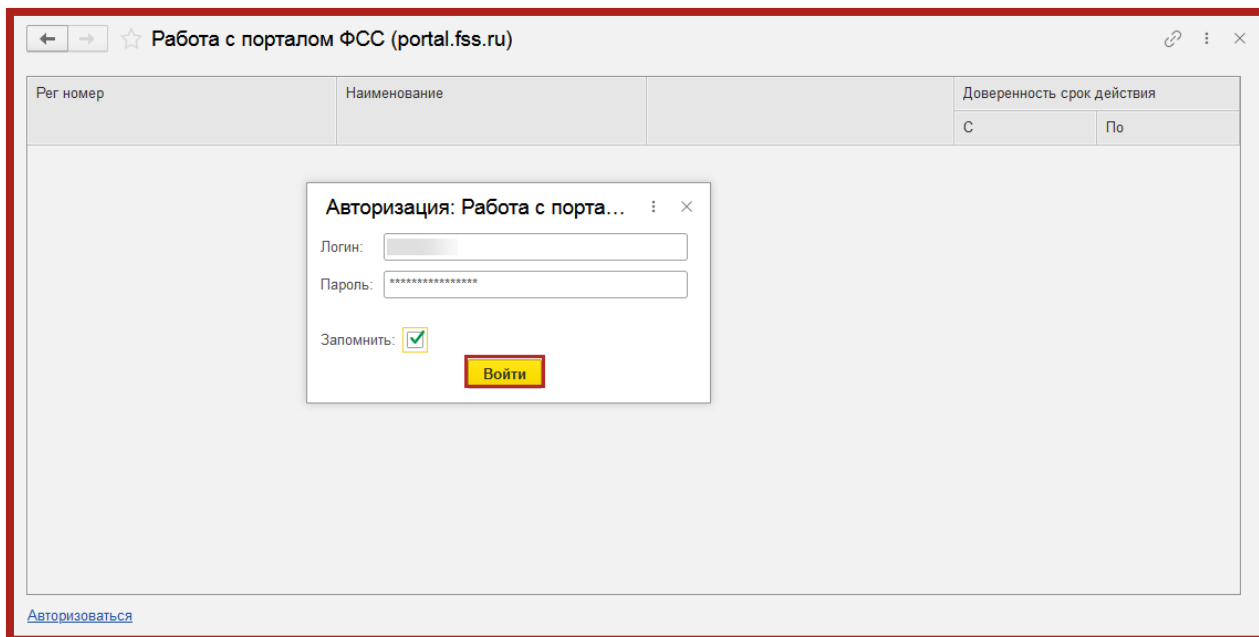 Работа с порталом ФСС (portal.fss.ru)
Рег номер Наименование Доверенность срок действия
С По
Авторизация: Работа с порта...
Логин:
Пароль: ****************
Запомнить:
Войти
Авторизоваться